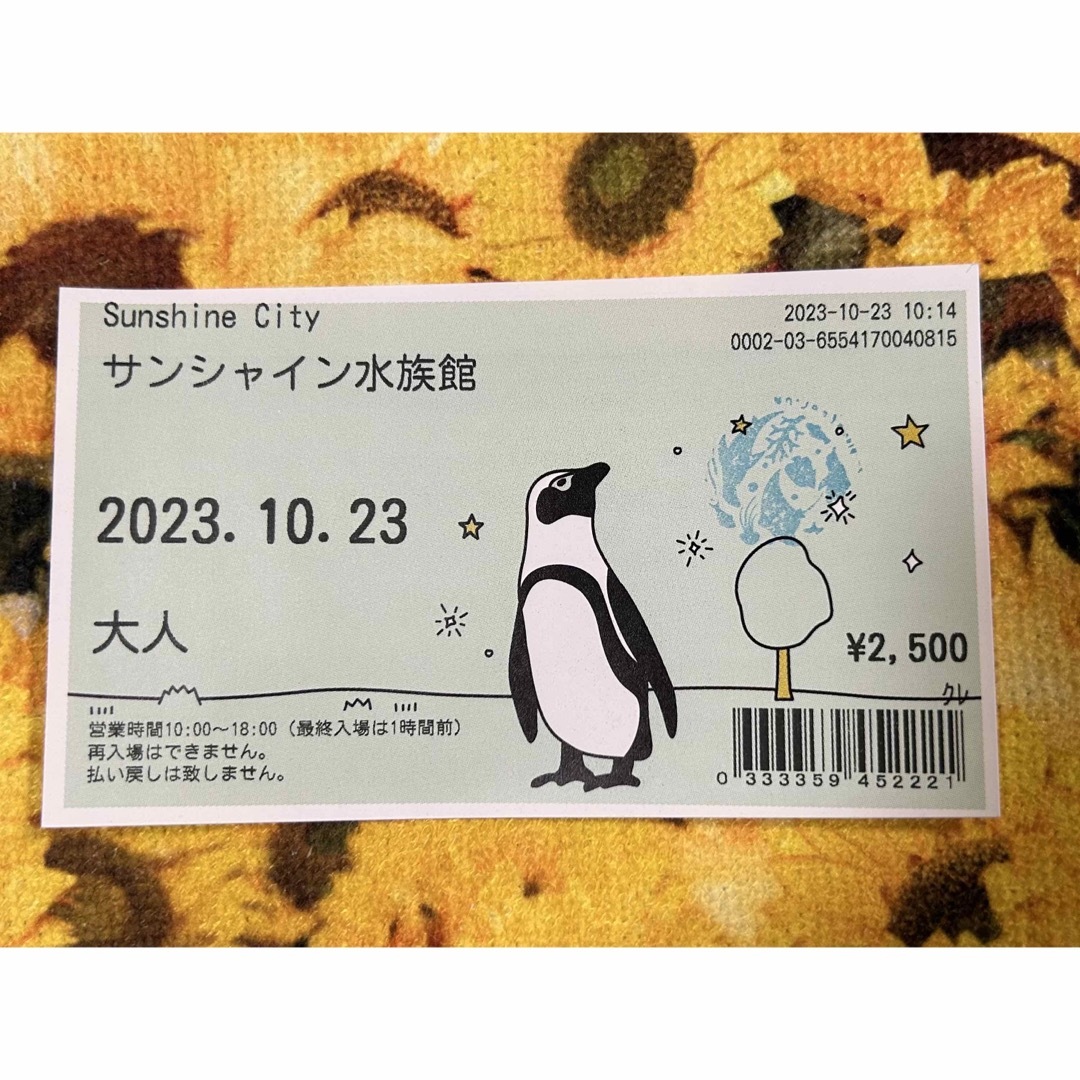 Sunshine City
サンシャイン水族館
2023-10-23 10:14
0002-03-6554170040815
2023.10.23
大人
¥2,500
クレ
営業時間10:00～18:00（最終入場は1時間前）
再入場はできません。
払い戻しは致しません。
0 333359 452221